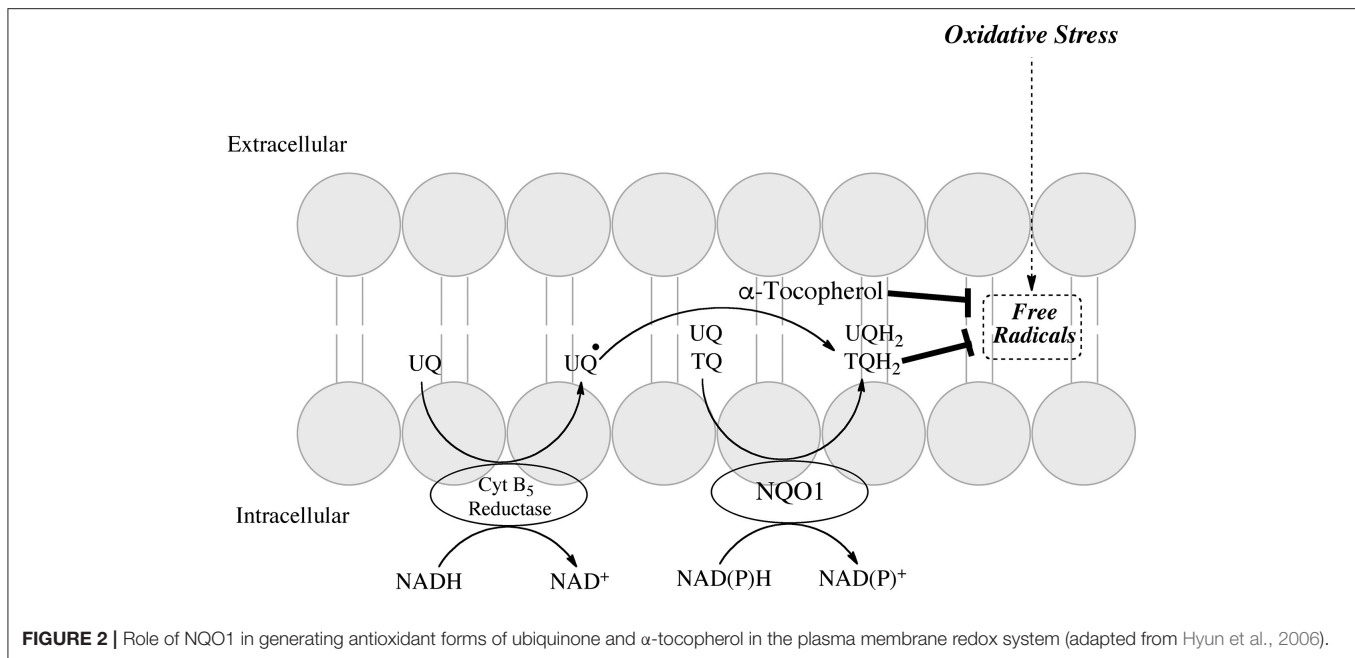 Oxidative Stress
Extracellular
α-Tocopherol
Free
Radicals
UQ
UQ•
UQ
TQ
UQH₂
TQH₂
Cyt B₅
Reductase
NQO1
Intracellular
NADH
NAD⁺
NAD(P)H
NAD(P)⁺
FIGURE 2 | Role of NQO1 in generating antioxidant forms of ubiquinone and α-tocopherol in the plasma membrane redox system (adapted from Hyun et al., 2006).